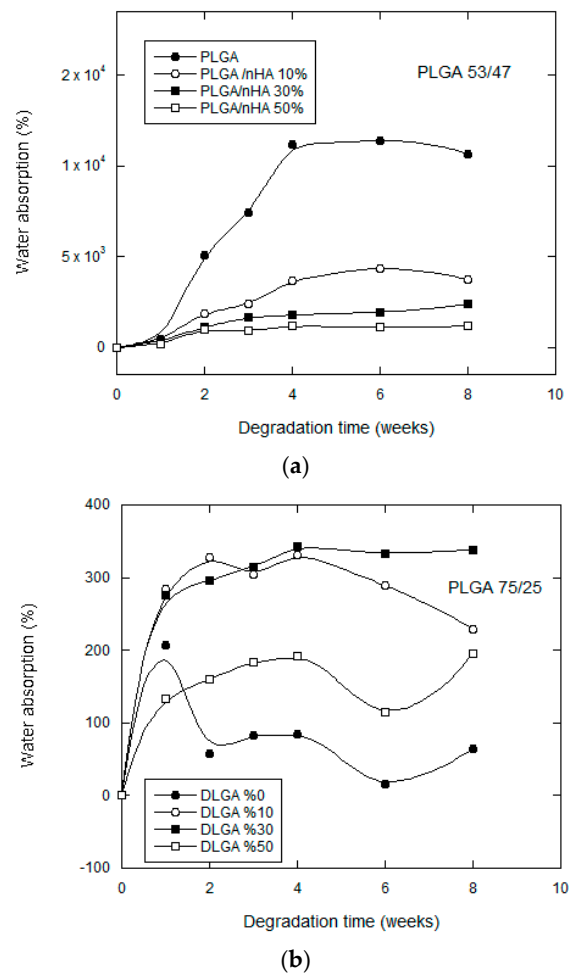 PLGA
PLGA /nHA 10%
PLGA/nHA 30%
PLGA/nHA 50%
PLGA 53/47
2 x 10⁴
1 x 10⁴
5 x 10³
0
Water absorption (%)
0 2 4 6 8 10
Degradation time (weeks)
(a)
400
300
200
100
0
-100
Water absorption (%)
PLGA 75/25
DLGA %0
DLGA %10
DLGA %30
DLGA %50
0 2 4 6 8 10
Degradation time (weeks)
(b)